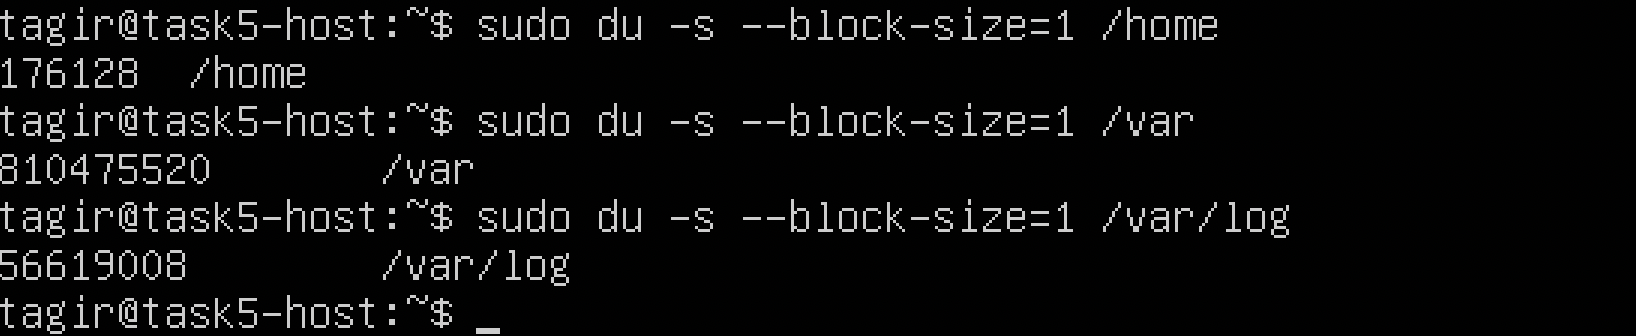 tagir@task5-host:~$ sudo du -s --block-size=1 /home
176128  /home
tagir@task5-host:~$ sudo du -s --block-size=1 /var
810475520       /var
tagir@task5-host:~$ sudo du -s --block-size=1 /var/log
56619008        /var/log
tagir@task5-host:~$ _